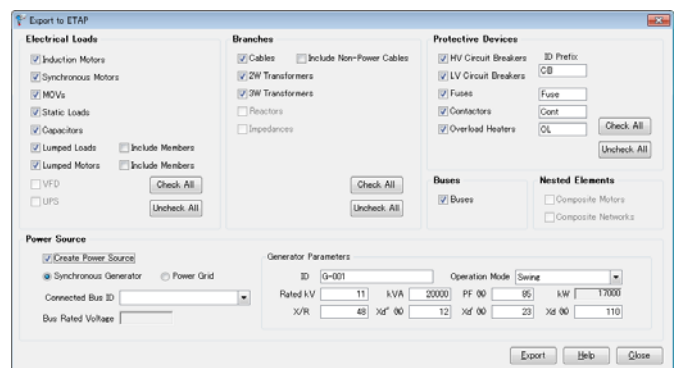 Export to ETAP
Electrical Loads
Induction Motors
Synchronous Motors
MOVs
Static Loads
Capacitors
Lumped Loads Include Members
Lumped Motors Include Members
VFD
UPS
Check All
Uncheck All
Branches
Cables Include Non-Power Cables
2W Transformers
3W Transformers
Reactors
Impedances
Check All
Uncheck All
Protective Devices
ID Prefix
HV Circuit Breakers
CB
LV Circuit Breakers
Fuses Fuse
Contactors Cont
Overload Heaters OL
Check All
Uncheck All
Buses
Buses
Nested Elements
Composite Motors
Composite Networks
Power Source
Create Power Source
Synchronous Generator Power Grid
Connected Bus ID
Bus Rated Voltage
Generator Parameters
ID G-001 Operation Mode Swing
Rated kV 11 kVA 20000 PF (%) 85 kW 17000
X/R 48 Xd" (%) 12 Xd' (%) 23 Xd (%) 110
Export Help Close